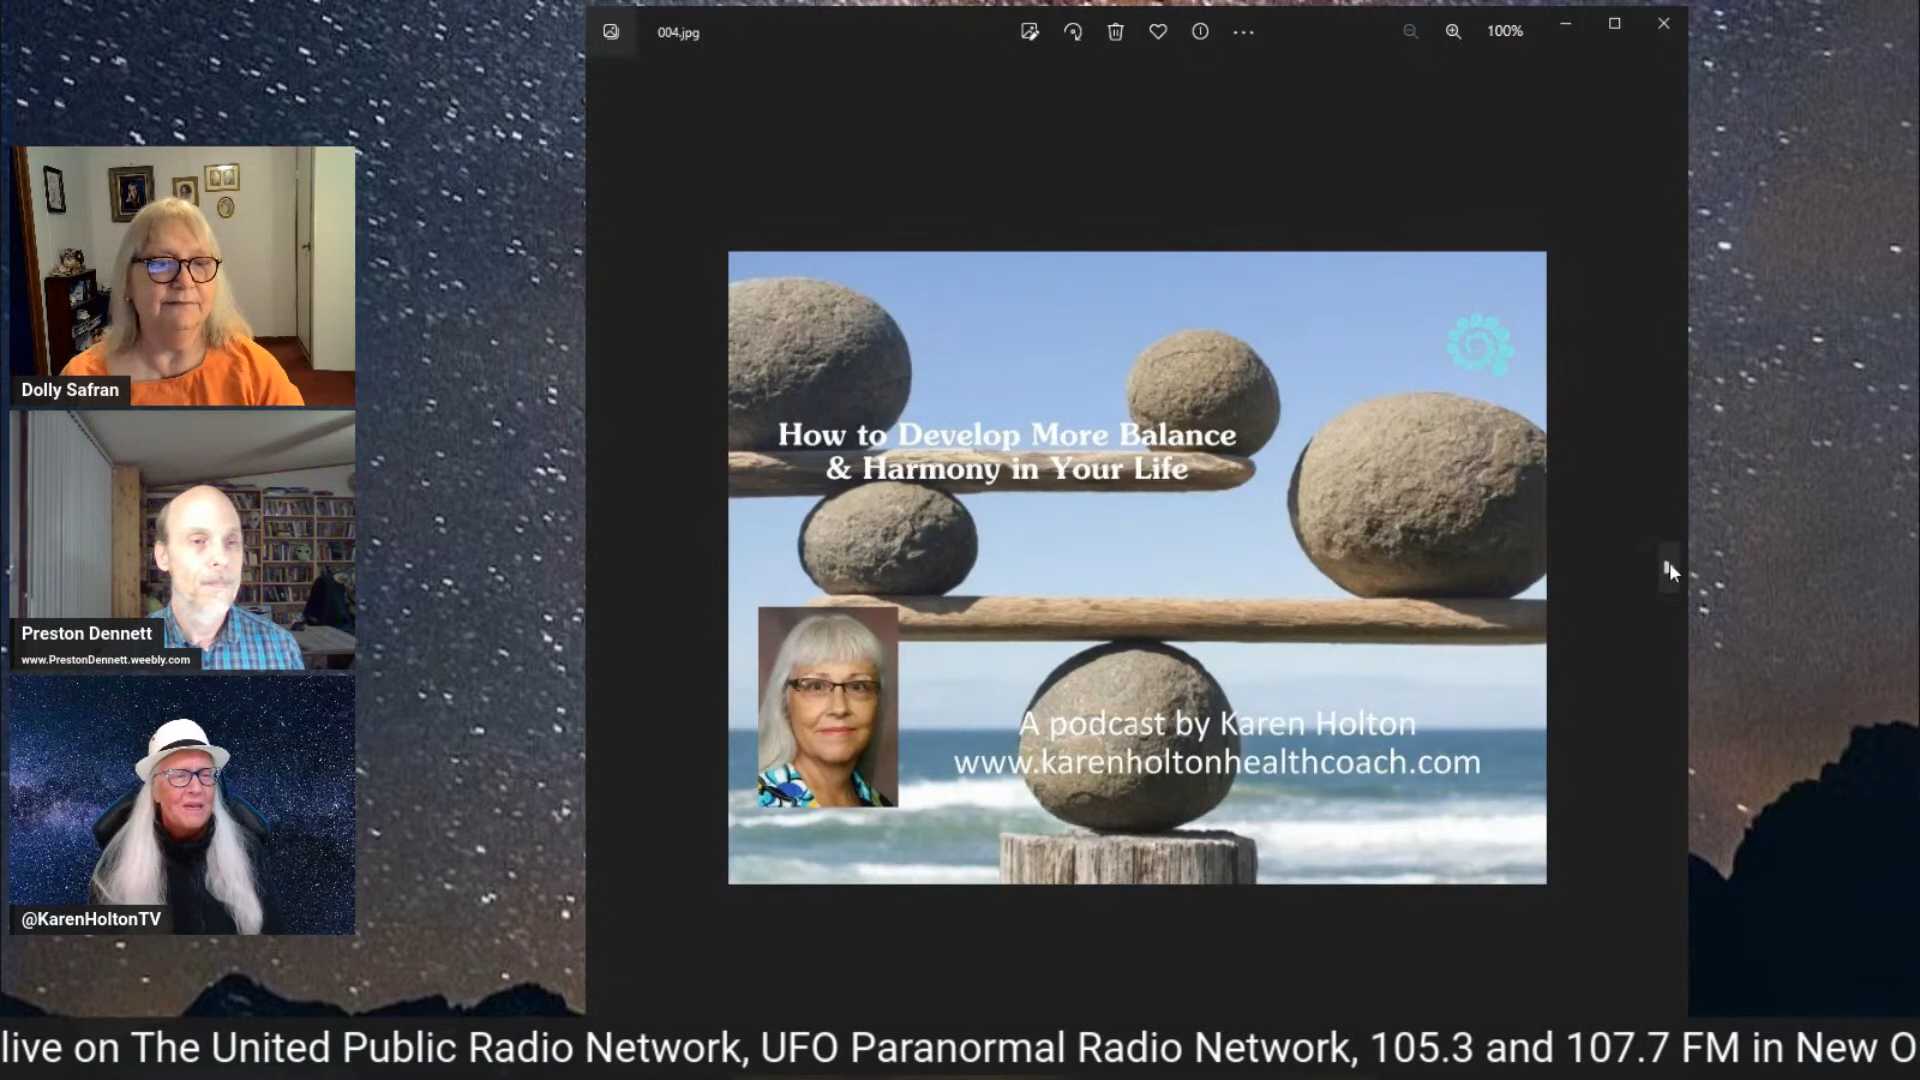 004.jpg
100%
Dolly Safran
Preston Dennett
www.PrestonDennett.weebly.com
@KarenHoltonTV
How to Develop More Balance
& Harmony in Your Life
A podcast by Karen Holton
www.karenholtonhealthcoach.com
live on The United Public Radio Network, UFO Paranormal Radio Network, 105.3 and 107.7 FM in New O